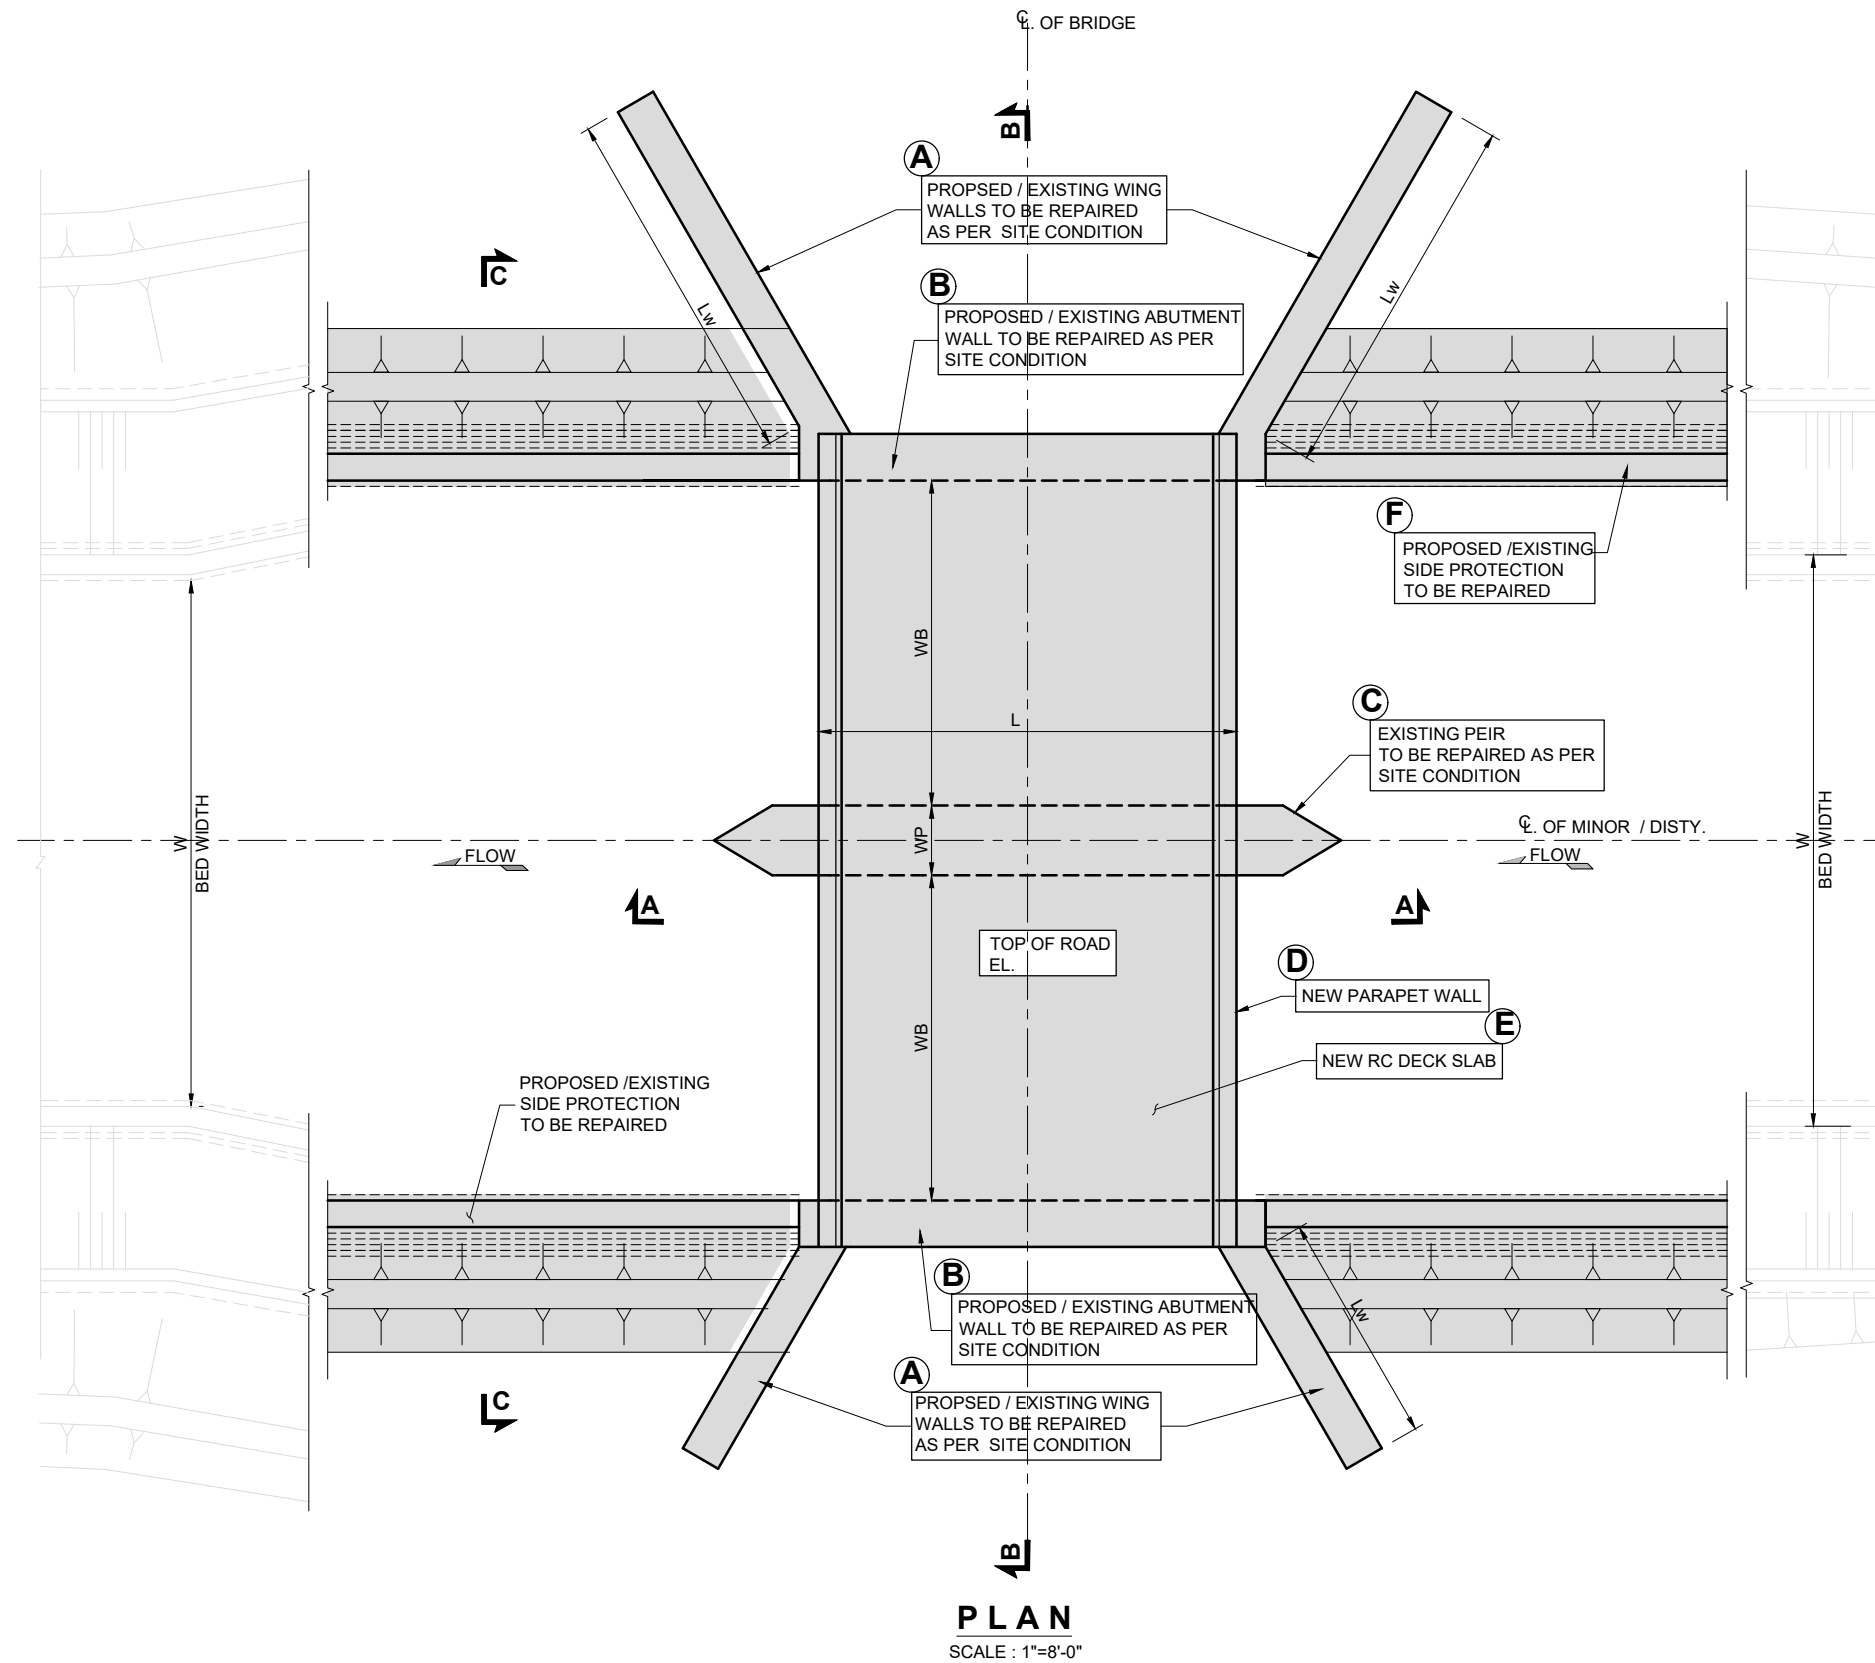 ℄. OF BRIDGE
B
A
PROPSED / EXISTING WING
WALLS TO BE REPAIRED
AS PER SITE CONDITION
C
B
PROPOSED / EXISTING ABUTMENT
WALL TO BE REPAIRED AS PER
SITE CONDITION
Lw
Lw
F
PROPOSED /EXISTING
SIDE PROTECTION
TO BE REPAIRED
WB
L
C
EXISTING PEIR
TO BE REPAIRED AS PER
SITE CONDITION
W
BED WIDTH
WP
℄. OF MINOR / DISTY.
W
BED WIDTH
FLOW
FLOW
A
A
TOP OF ROAD
EL.
D
NEW PARAPET WALL
WB
E
NEW RC DECK SLAB
PROPOSED /EXISTING
SIDE PROTECTION
TO BE REPAIRED
B
PROPOSED / EXISTING ABUTMENT
WALL TO BE REPAIRED AS PER
SITE CONDITION
Lw
A
PROPSED / EXISTING WING
WALLS TO BE REPAIRED
AS PER SITE CONDITION
C
B
PLAN
SCALE : 1"=8'-0"